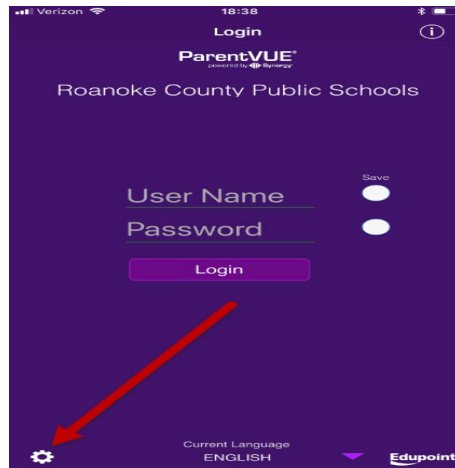 Verizon 18:38
Login
ParentVUE
powered by Synergy
Roanoke County Public Schools
Save
User Name
Password
Login
Current Language
ENGLISH
Edupoint